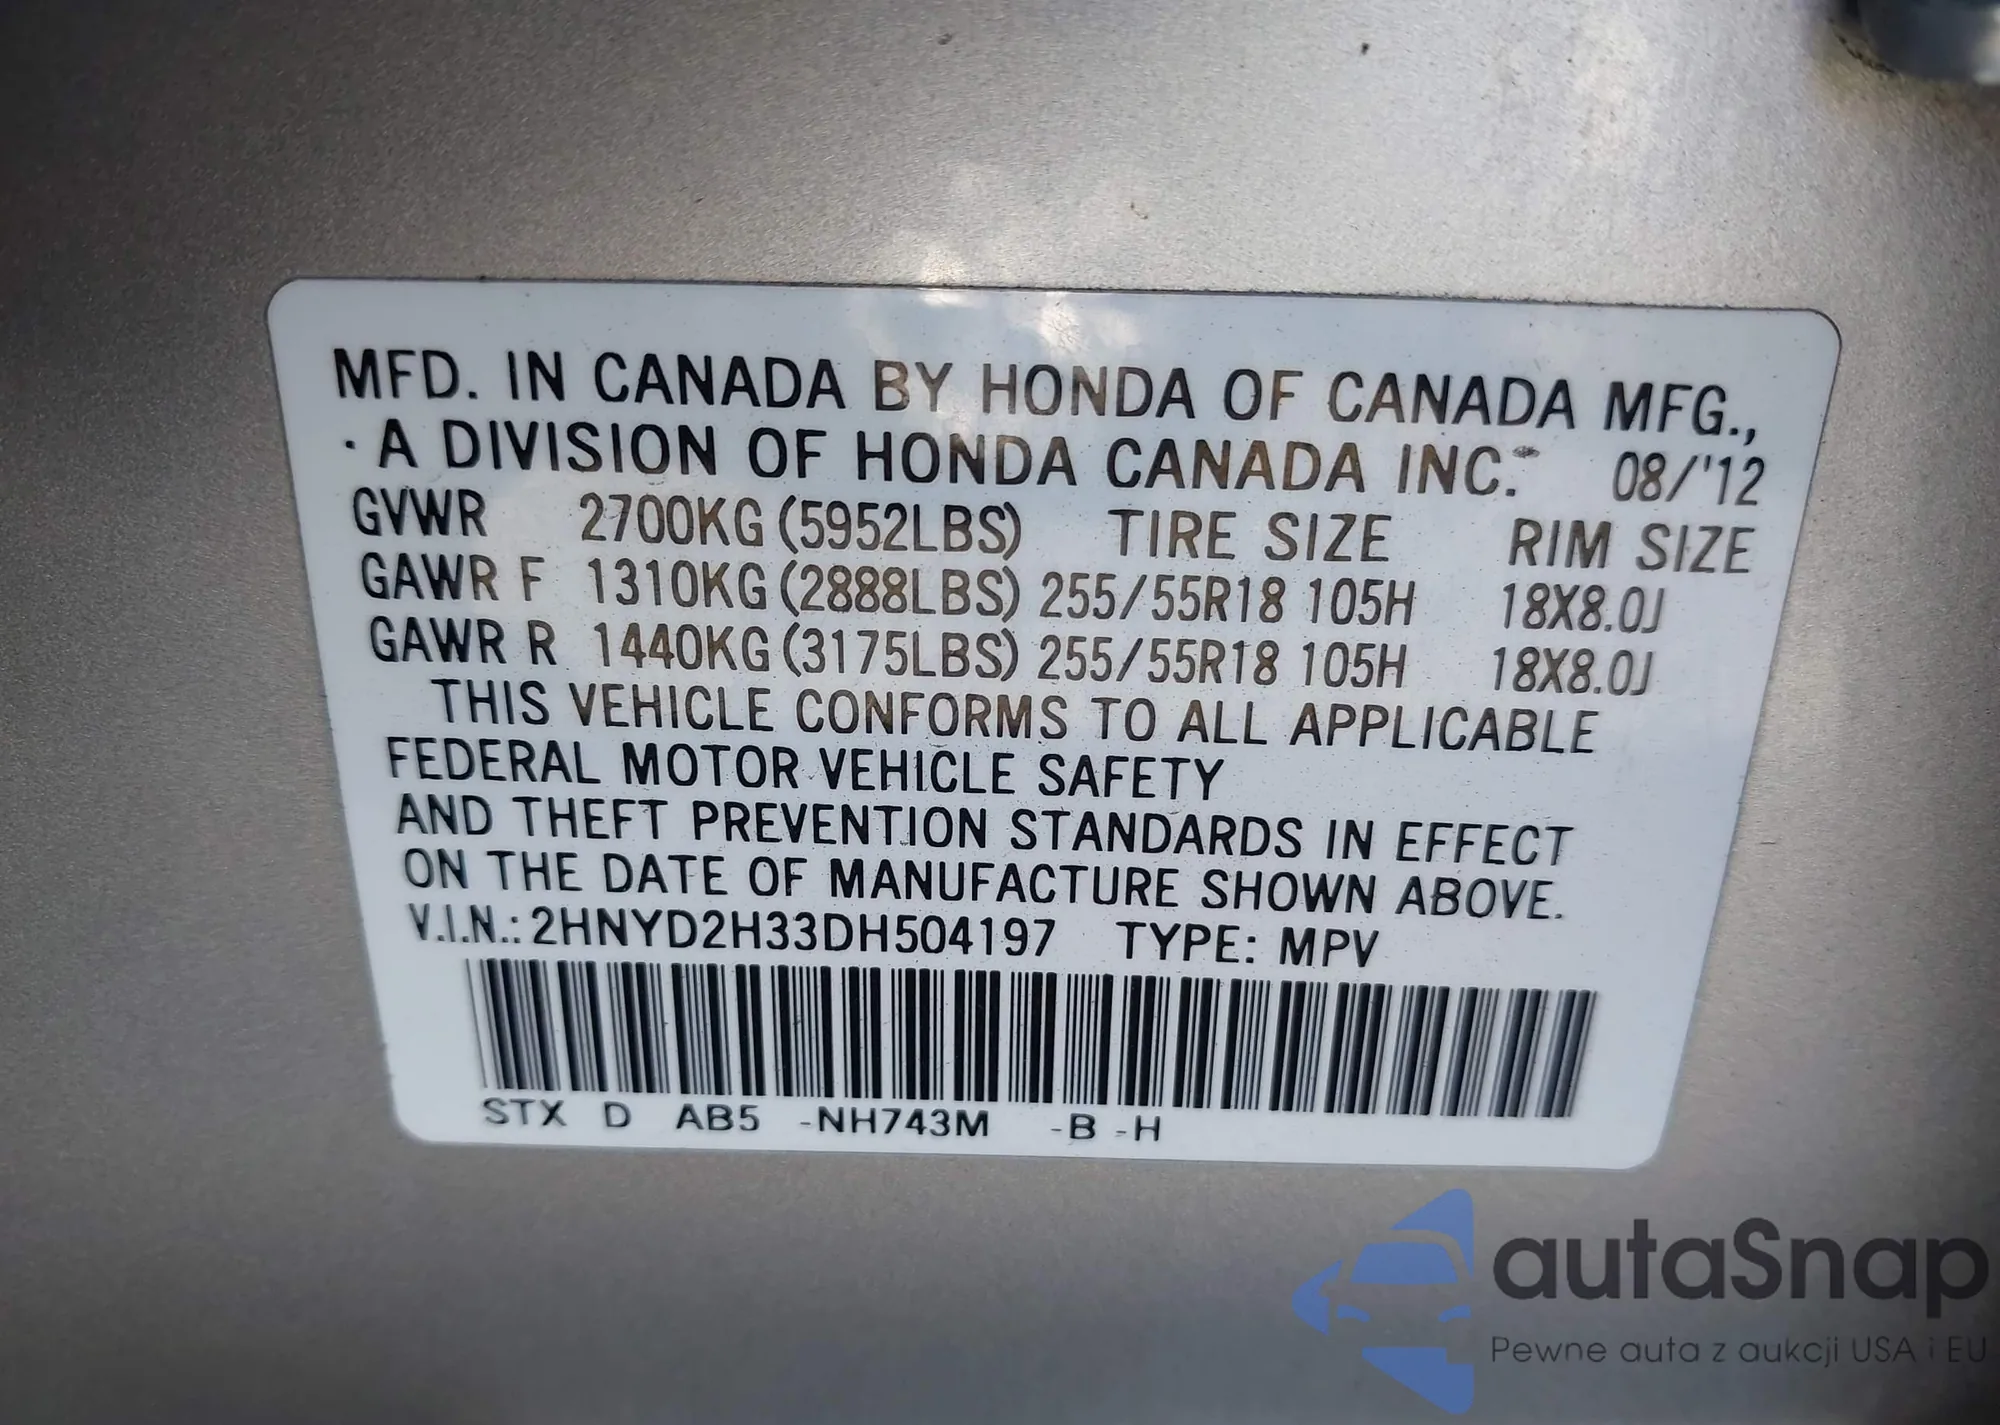 MFD. IN CANADA BY HONDA OF CANADA MFG.,
A DIVISION OF HONDA CANADA INC. 08/'12
GVWR 2700KG (5952LBS) TIRE SIZE RIM SIZE
GAWR F 1310KG (2888LBS) 255/55R18 105H 18X8.0J
GAWR R 1440KG (3175LBS) 255/55R18 105H 18X8.0J
THIS VEHICLE CONFORMS TO ALL APPLICABLE
FEDERAL MOTOR VEHICLE SAFETY
AND THEFT PREVENTION STANDARDS IN EFFECT
ON THE DATE OF MANUFACTURE SHOWN ABOVE.
V.I.N.: 2HNYD2H33DH504197 TYPE: MPV
STX D AB5 -NH743M -B -H
autaSnap
Pewne auta z aukcji USA i EU